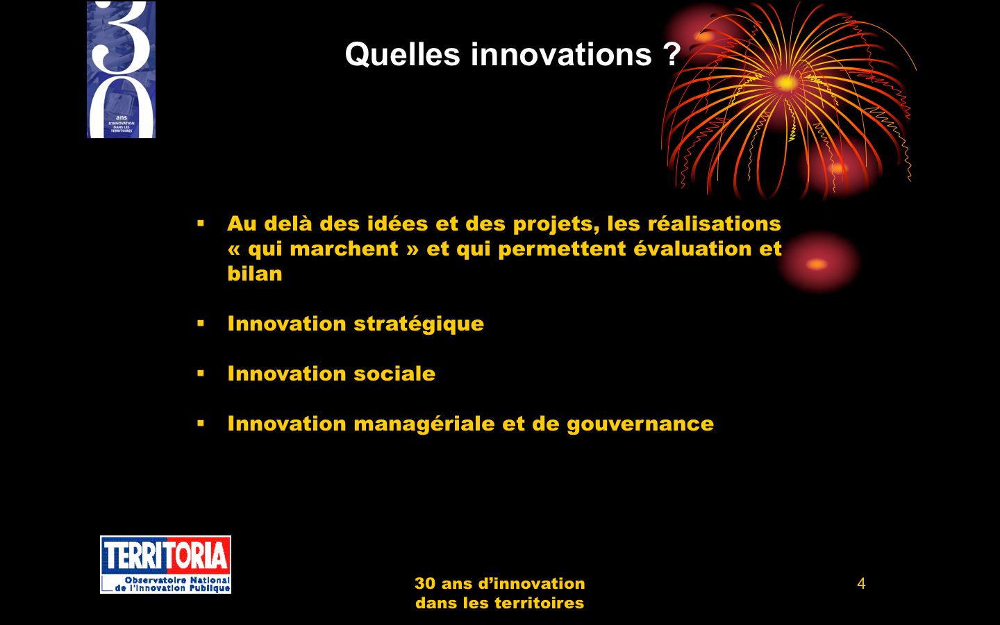 30
ans
D'INNOVATION
DANS LES
TERRITOIRES
Quelles innovations ?
▪ Au delà des idées et des projets, les réalisations
« qui marchent » et qui permettent évaluation et
bilan
▪ Innovation stratégique
▪ Innovation sociale
▪ Innovation managériale et de gouvernance
TERRITORIA
Observatoire National
de l'Innovation Publique
30 ans d’innovation
dans les territoires
4